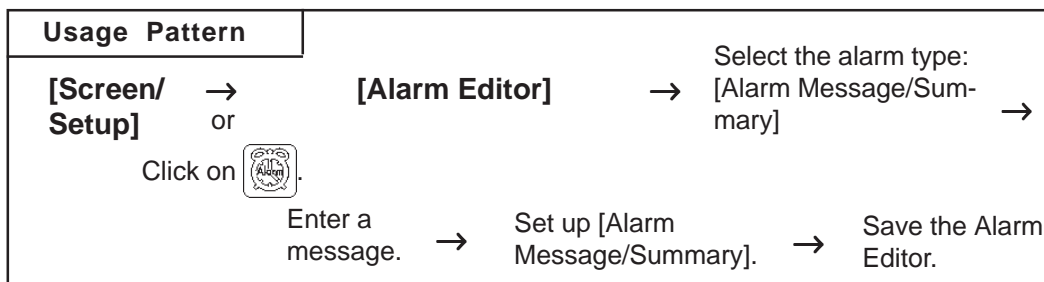 Usage Pattern
[Screen/ → [Alarm Editor] → Select the alarm type:
Setup] or [Alarm Message/Sum-
mary] →
Click on Alarm .
Enter a
message. → Set up [Alarm
Message/Summary]. → Save the Alarm
Editor.